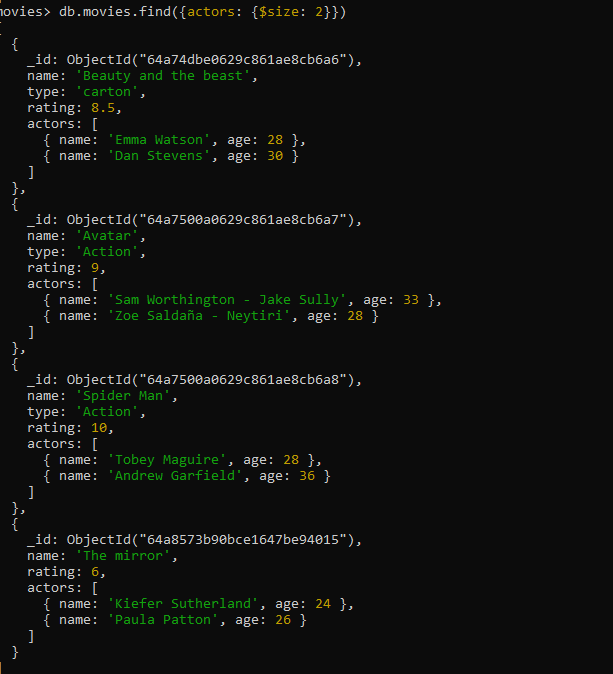 movies> db.movies.find({actors: {$size: 2}})
[
  {
    _id: ObjectId("64a74dbe0629c861ae8cb6a6"),
    name: 'Beauty and the beast',
    type: 'carton',
    rating: 8.5,
    actors: [
      { name: 'Emma Watson', age: 28 },
      { name: 'Dan Stevens', age: 30 }
    ]
  },
  {
    _id: ObjectId("64a7500a0629c861ae8cb6a7"),
    name: 'Avatar',
    type: 'Action',
    rating: 9,
    actors: [
      { name: 'Sam Worthington - Jake Sully', age: 33 },
      { name: 'Zoe Saldaña - Neytiri', age: 28 }
    ]
  },
  {
    _id: ObjectId("64a7500a0629c861ae8cb6a8"),
    name: 'Spider Man',
    type: 'Action',
    rating: 10,
    actors: [
      { name: 'Tobey Maguire', age: 28 },
      { name: 'Andrew Garfield', age: 36 }
    ]
  },
  {
    _id: ObjectId("64a8573b90bce1647be94015"),
    name: 'The mirror',
    rating: 6,
    actors: [
      { name: 'Kiefer Sutherland', age: 24 },
      { name: 'Paula Patton', age: 26 }
    ]
  }